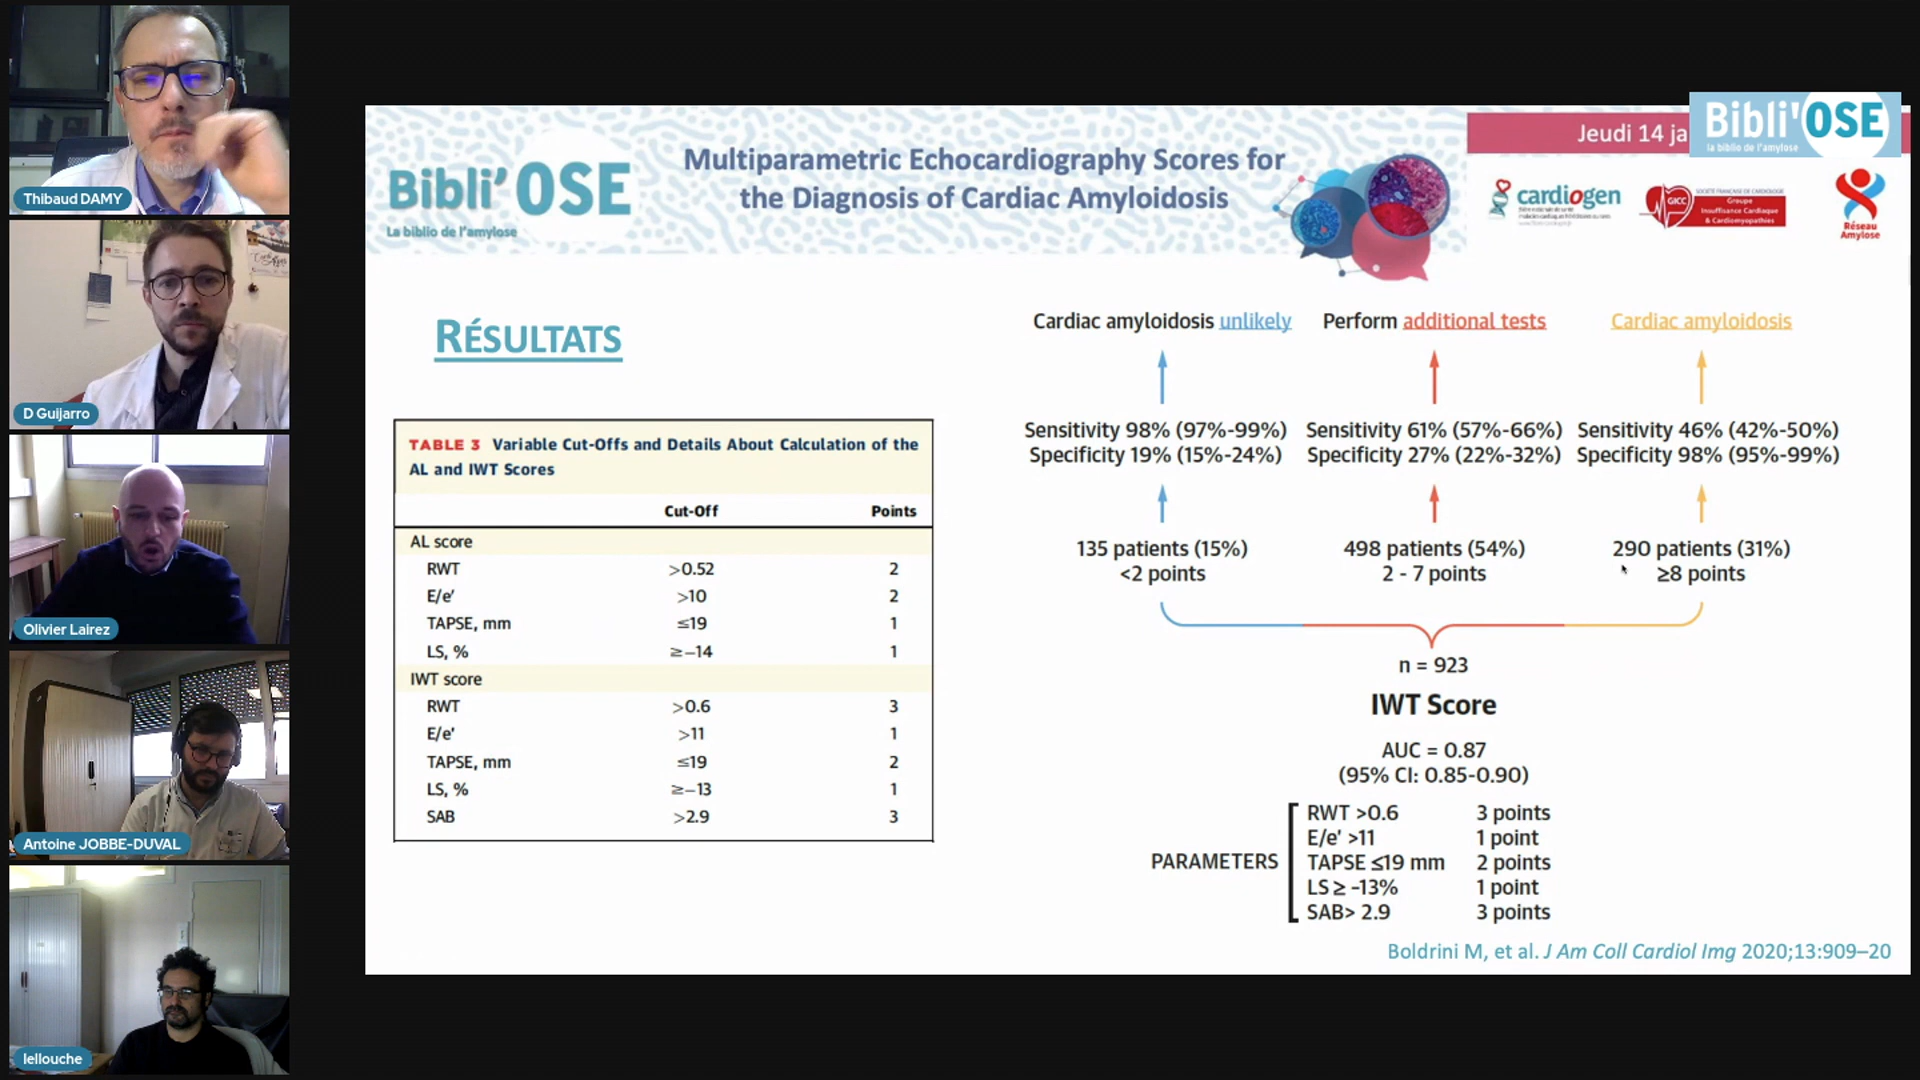 Thibaud DAMY
D Guijarro
Olivier Lairez
Antoine JOBBE-DUVAL
lellouche
Bibli'OSE
La biblio de l'amylose
Multiparametric Echocardiography Scores for
the Diagnosis of Cardiac Amyloidosis
Jeudi 14 ja
Bibli'OSE
la biblio de l'amylose
cardiogen
GICC
SOCIÉTÉ FRANÇAISE DE CARDIOLOGIE
Groupe
Insuffisance Cardiaque
& Cardiomyopathies
Réseau
Amylose
RÉSULTATS
TABLE 3 Variable Cut-Offs and Details About Calculation of the
AL and IWT Scores
Cut-Off Points
AL score
RWT >0.52 2
E/e' >10 2
TAPSE, mm ≤19 1
LS, % ≥−14 1
IWT score
RWT >0.6 3
E/e' >11 1
TAPSE, mm ≤19 2
LS, % ≥−13 1
SAB >2.9 3
Cardiac amyloidosis unlikely
Perform additional tests
Cardiac amyloidosis
Sensitivity 98% (97%-99%)
Specificity 19% (15%-24%)
Sensitivity 61% (57%-66%)
Specificity 27% (22%-32%)
Sensitivity 46% (42%-50%)
Specificity 98% (95%-99%)
135 patients (15%)
<2 points
498 patients (54%)
2 - 7 points
290 patients (31%)
≥8 points
n = 923
IWT Score
AUC = 0.87
(95% CI: 0.85-0.90)
PARAMETERS
RWT >0.6 3 points
E/e' >11 1 point
TAPSE ≤19 mm 2 points
LS ≥ -13% 1 point
SAB> 2.9 3 points
Boldrini M, et al. J Am Coll Cardiol Img 2020;13:909–20